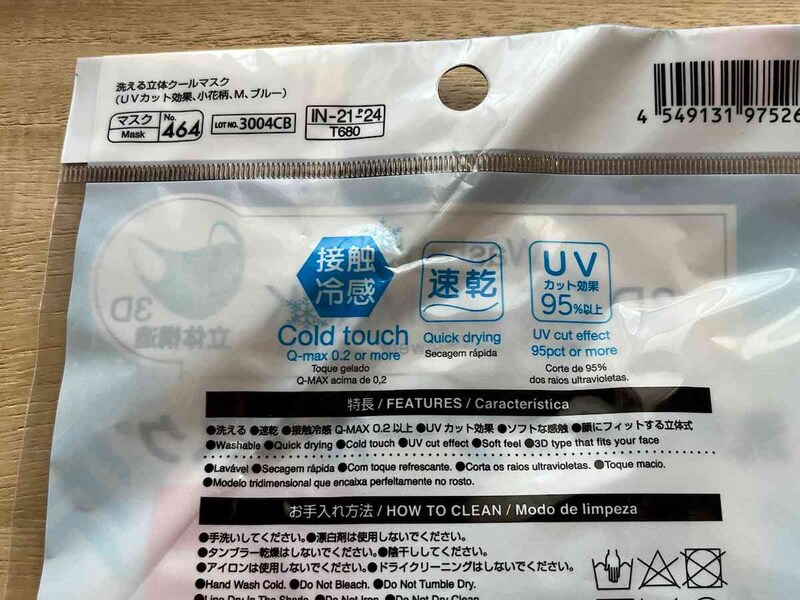 洗える立体クールマスク
(UVカット効果、小花柄、M、ブルー)
マスク Mask No. 464
LOT NO. 3004CB
IN-21-24
T680
4 549131 97526
3D
立体構造
接触
冷感
Cold touch
Q-max 0.2 or more
Toque gelado
Q-MAX acima de 0,2
速乾
Quick drying
Secagem rápida
UV
カット効果
95%以上
UV cut effect
95pct or more
Corte de 95%
dos raios ultravioletas.
特長 / FEATURES / Característica
●洗える ●速乾 ●接触冷感 Q-MAX 0.2以上 ●UVカット効果 ●ソフトな感触 ●顔にフィットする立体式
●Washable ●Quick drying ●Cold touch ●UV cut effect ●Soft feel ●3D type that fits your face
●Lavável ●Secagem rápida ●Com toque refrescante. ●Corta os raios ultravioletas. ●Toque macio.
●Modelo tridimensional que encaixa perfeitamente no rosto.
お手入れ方法 / HOW TO CLEAN / Modo de limpeza
●手洗いしてください。●漂白剤は使用しないでください。
●タンブラー乾燥はしないでください。●陰干ししてください。
●アイロンは使用しないでください。●ドライクリーニングはしないでください。
●Hand Wash Cold. ●Do Not Bleach. ●Do Not Tumble Dry.
●Line Dry In The Shade. ●Do Not Iron. ●Do Not Dry Clean.